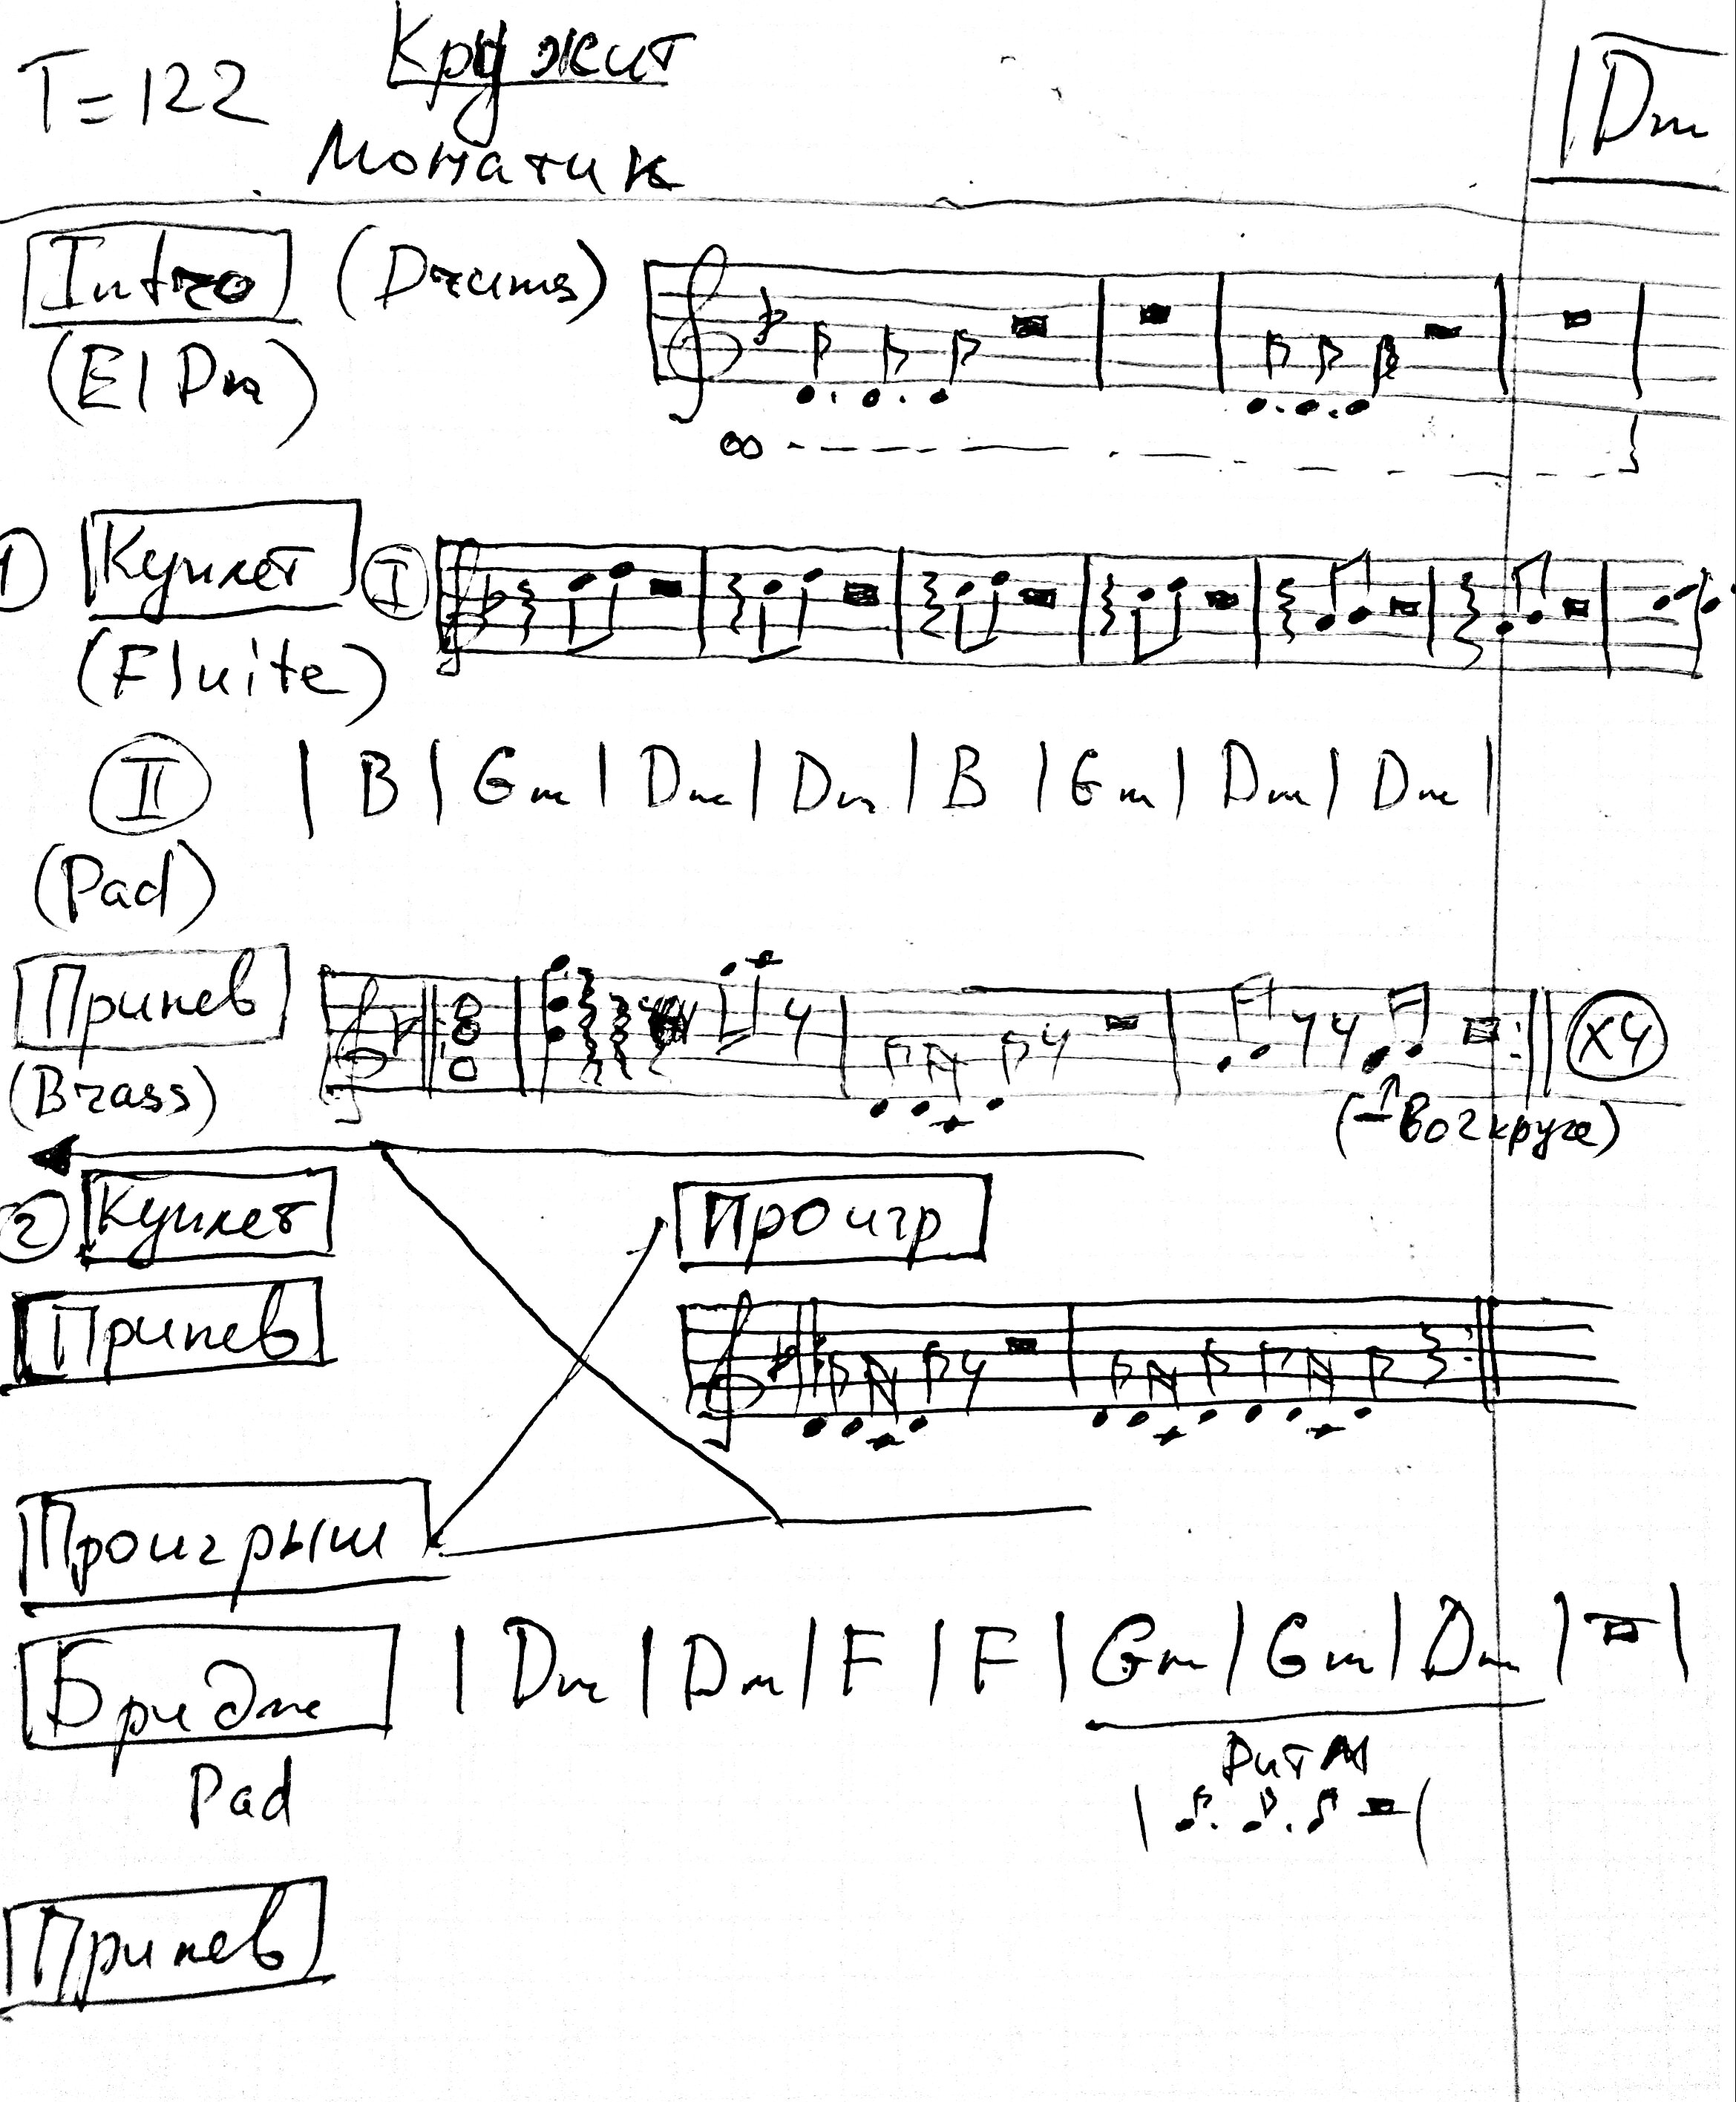 Кружит
T=122
Монатик
Dm
Intro (Drums)
(El Dr)
8
1 Куплет I
(Fluite)
II | B | Gm | Dm | Dm | B | Gm | Dm | Dm |
(Pad)
Припев x4
(Brass)
(- во 2 круге)
2 Куплет
Проигр
Припев
Проигрыш
Бридж | Dm | Dm | F | F | Gm | Gm | Dm | |
Ритм
Pad
Припев